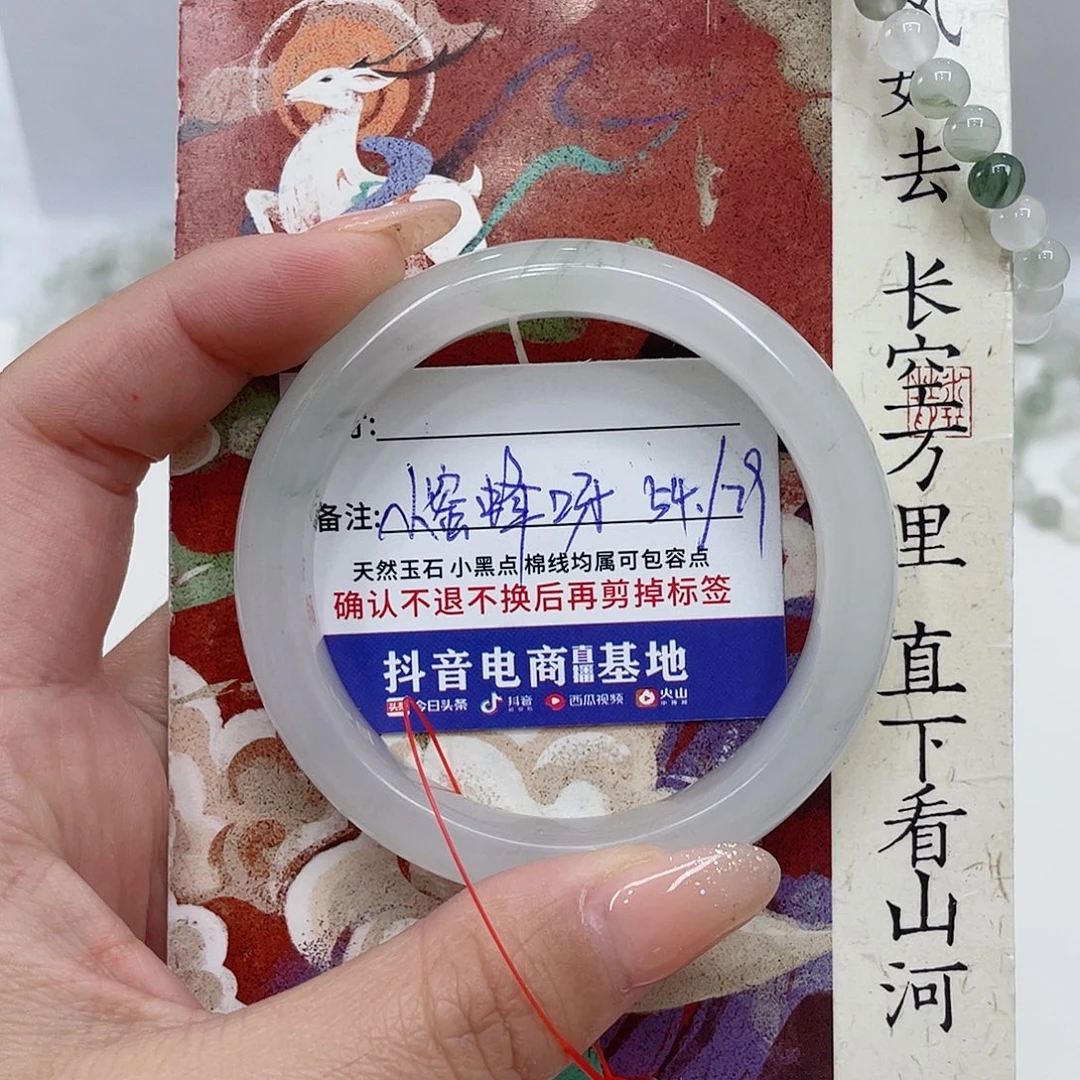 备注:小蜜蜂呀 54./79
天然玉石 小黑点 棉线均属可包容点
确认不退不换后再剪掉标签
抖音电商直播基地
头条 今日头条 抖音 西瓜视频 火山
去 长空万里 直下看山河